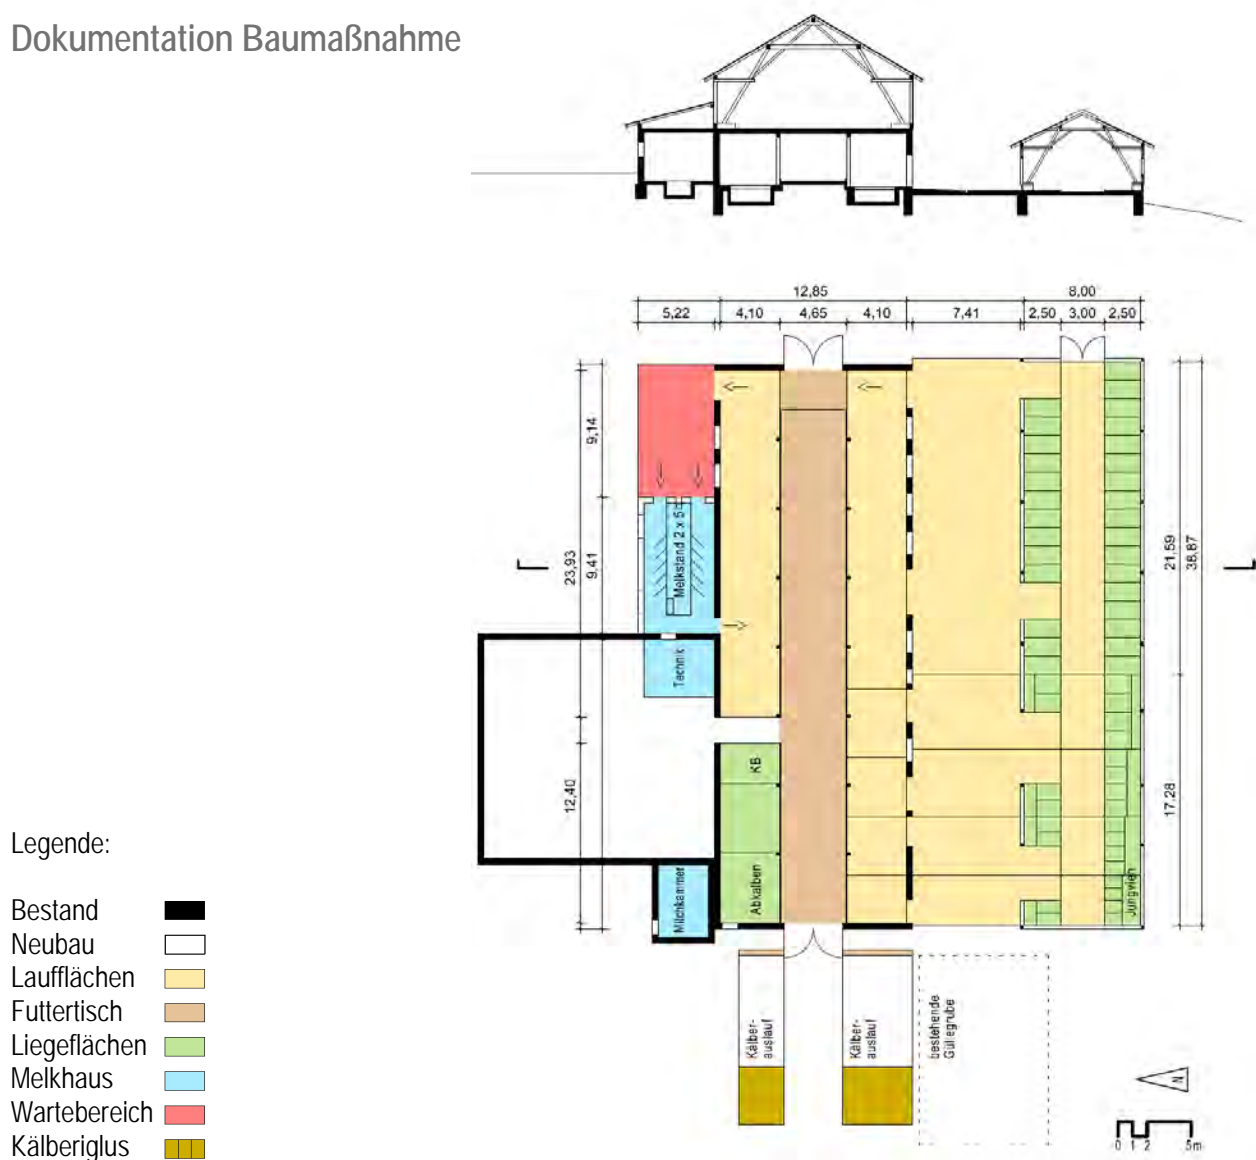 Dokumentation Baumaßnahme
12,85
8,00
5,22
4,10
4,65
4,10
7,41
2,50
3,00
2,50
9,14
23,93
9,41
21,59
38,87
12,40
17,28
Melkstand 2 x 5
Technik
KB
Abkalben
Milchkammer
Jungvieh
Kälber-
auslauf
Kälber-
auslauf
bestehende
Güllegrube
N
0 1 2 5m
Legende:
Bestand
Neubau
Laufflächen
Futtertisch
Liegeflächen
Melkhaus
Wartebereich
Kälberiglus